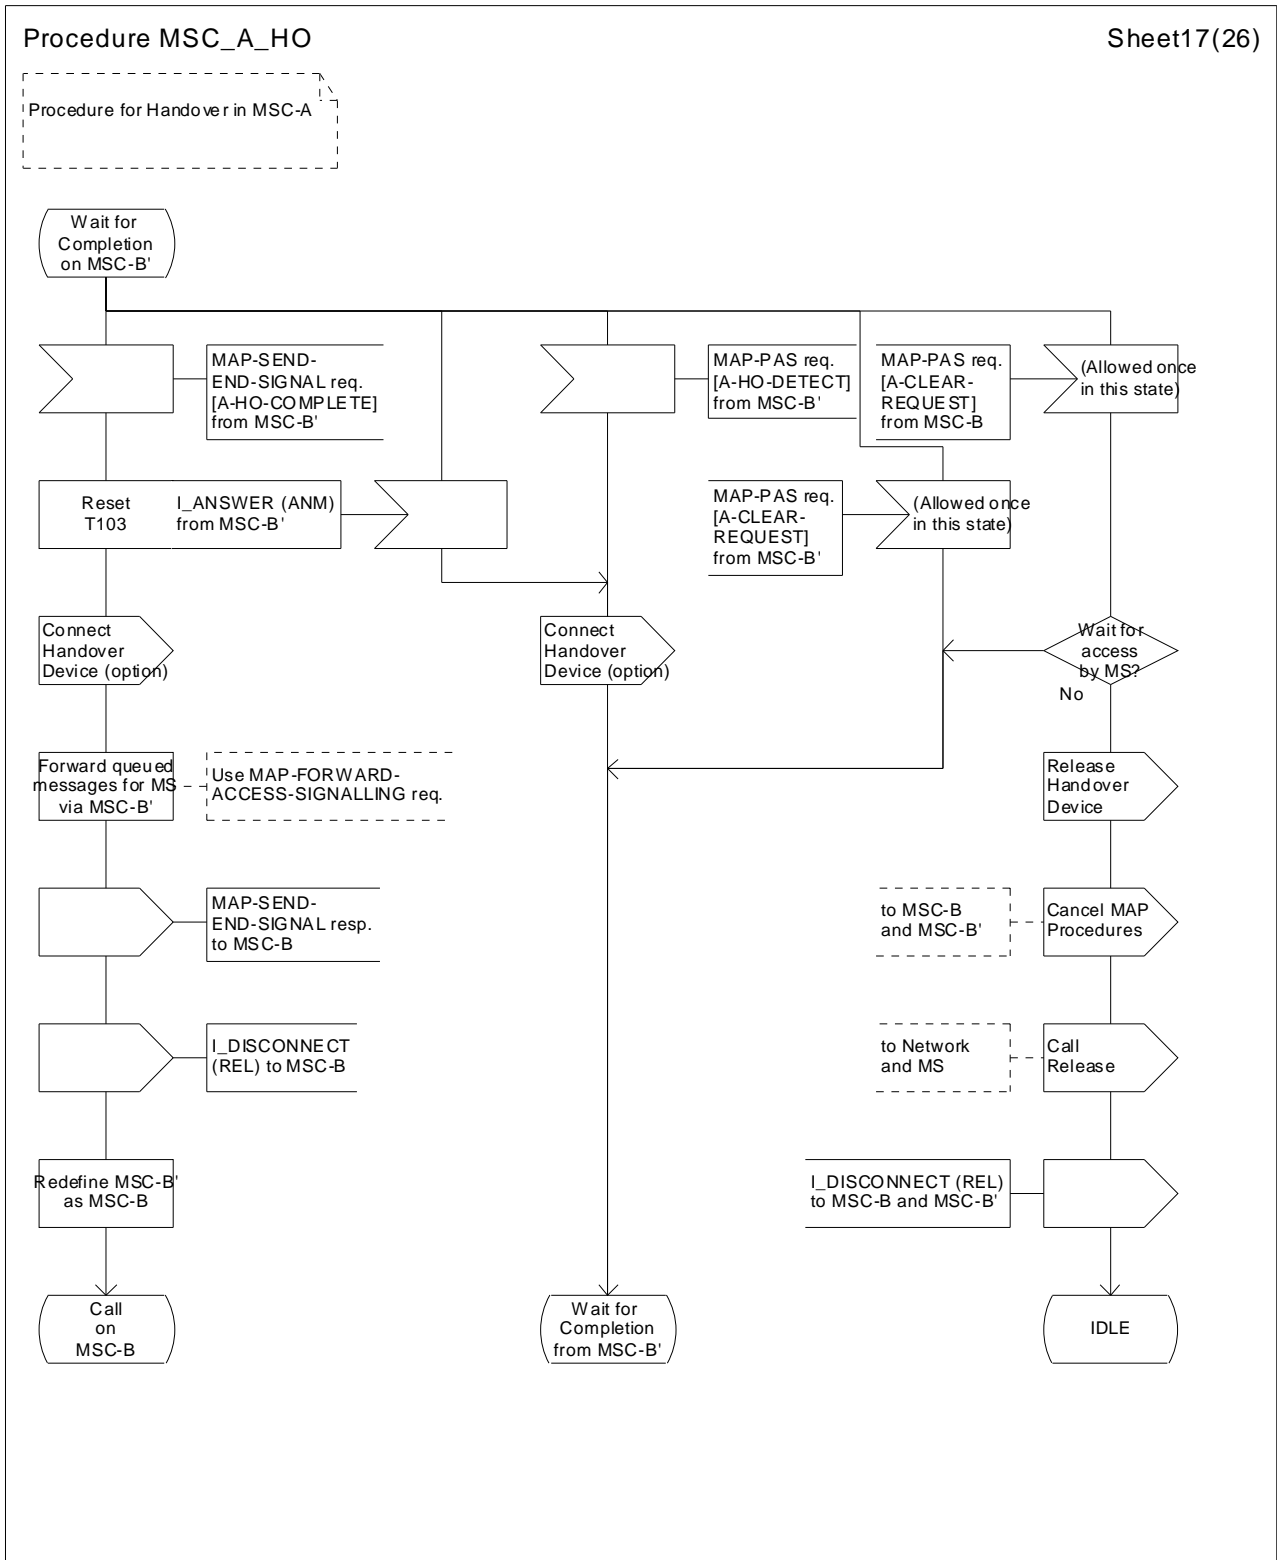 Procedure MSC_A_HO
Sheet17(26)
Procedure for Handover in MSC-A
Wait for
Completion
on MSC-B'
MAP-SEND-
END-SIGNAL req.
[A-HO-COMPLETE]
from MSC-B'
MAP-PAS req.
[A-HO-DETECT]
from MSC-B'
MAP-PAS req.
[A-CLEAR-
REQUEST]
from MSC-B
(Allowed once
in this state)
Reset
T103
I_ANSWER (ANM)
from MSC-B'
MAP-PAS req.
[A-CLEAR-
REQUEST]
from MSC-B'
(Allowed once
in this state)
Connect
Handover
Device (option)
Connect
Handover
Device (option)
Wait for
access
by MS?
No
Forward queued
messages for MS
via MSC-B'
Use MAP-FORWARD-
ACCESS-SIGNALLING req.
Release
Handover
Device
MAP-SEND-
END-SIGNAL resp.
to MSC-B
to MSC-B
and MSC-B'
Cancel MAP
Procedures
I_DISCONNECT
(REL) to MSC-B
to Network
and MS
Call
Release
Redefine MSC-B'
as MSC-B
I_DISCONNECT (REL)
to MSC-B and MSC-B'
Call
on
MSC-B
Wait for
Completion
from MSC-B'
IDLE